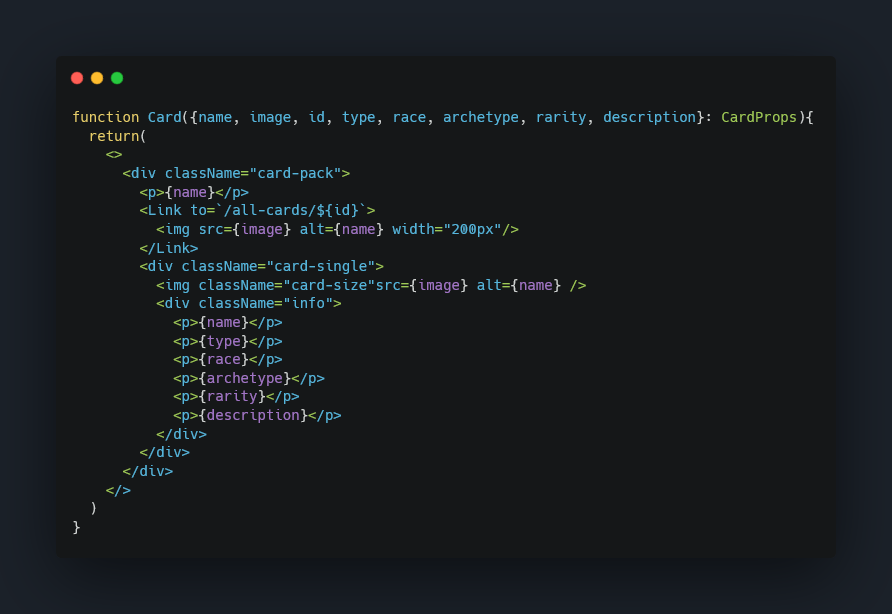 function Card({name, image, id, type, race, archetype, rarity, description}: CardProps){
  return(
    <>
      <div className="card-pack">
        <p>{name}</p>
        <Link to=`/all-cards/${id}`>
          <img src={image} alt={name} width="200px"/>
        </Link>
        <div className="card-single">
          <img className="card-size"src={image} alt={name} />
          <div className="info">
            <p>{name}</p>
            <p>{type}</p>
            <p>{race}</p>
            <p>{archetype}</p>
            <p>{rarity}</p>
            <p>{description}</p>
          </div>
        </div>
      </div>
    </>
  )
}